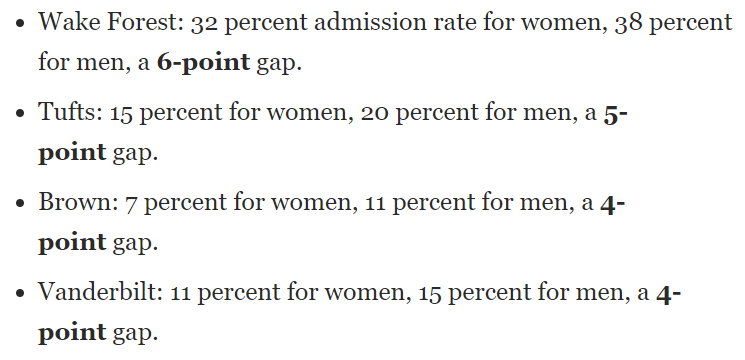 • Wake Forest: 32 percent admission rate for women, 38 percent
for men, a 6-point gap.
• Tufts: 15 percent for women, 20 percent for men, a 5-
point gap.
• Brown: 7 percent for women, 11 percent for men, a 4-
point gap.
• Vanderbilt: 11 percent for women, 15 percent for men, a 4-
point gap.